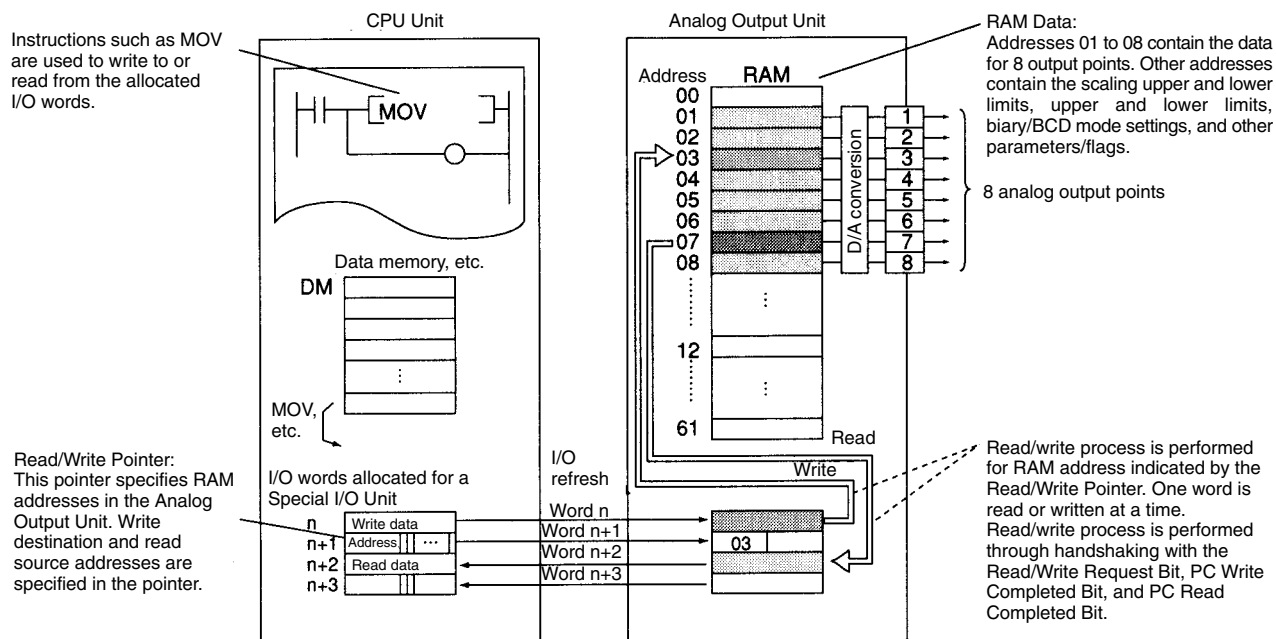 CPU Unit
Analog Output Unit
Instructions such as MOV
are used to write to or
read from the allocated
I/O words.
RAM Data:
Addresses 01 to 08 contain the data
for 8 output points. Other addresses
contain the scaling upper and lower
limits, upper and lower limits,
biary/BCD mode settings, and other
parameters/flags.
MOV
Address
RAM
00
01
02
03
04
05
06
07
08
⋮
12
⋮
61
D/A conversion
1
2
3
4
5
6
7
8
8 analog output points
Data memory, etc.
DM
⋮
MOV,
etc.
Read
Write
Read/Write Pointer:
This pointer specifies RAM
addresses in the Analog
Output Unit. Write
destination and read
source addresses are
specified in the pointer.
I/O words allocated for a
Special I/O Unit
n
Write data
n+1
Address
...
n+2
Read data
n+3
I/O
refresh
Word n
Word n+1
Word n+2
Word n+3
03
Read/write process is performed
for RAM address indicated by the
Read/Write Pointer. One word is
read or written at a time.
Read/write process is performed
through handshaking with the
Read/Write Request Bit, PC Write
Completed Bit, and PC Read
Completed Bit.